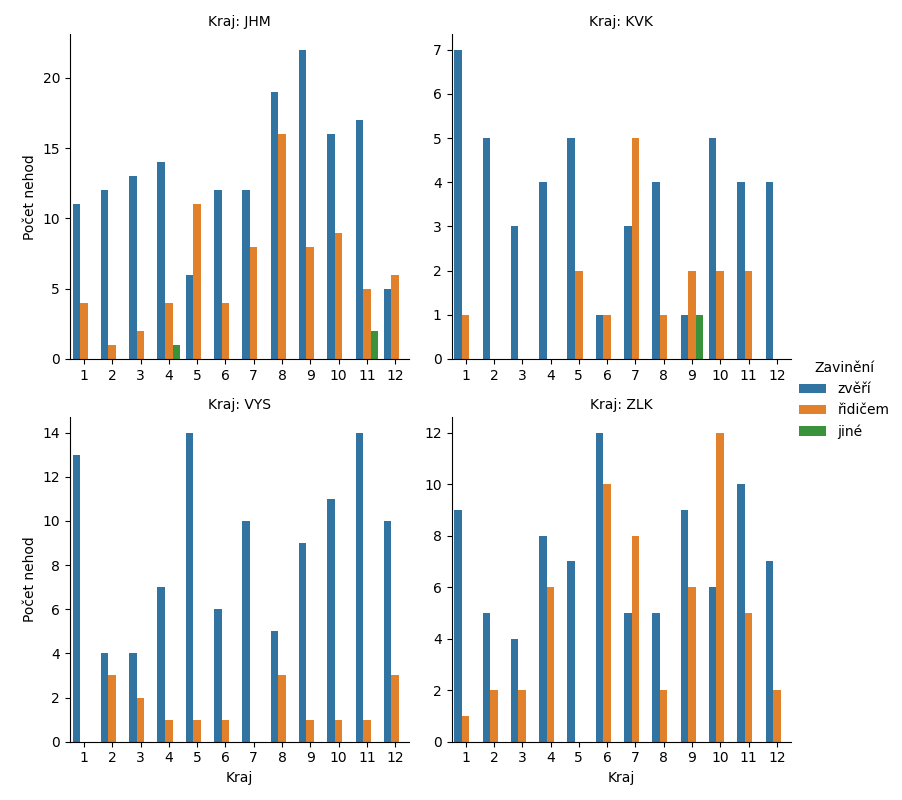 Kraj: JHM
Kraj: KVK
Počet nehod
20
15
10
5
0
1 2 3 4 5 6 7 8 9 10 11 12
7
6
5
4
3
2
1
0
1 2 3 4 5 6 7 8 9 10 11 12
Zavinění
zvěří
řidičem
jiné
Kraj: VYS
Kraj: ZLK
Počet nehod
14
12
10
8
6
4
2
0
1 2 3 4 5 6 7 8 9 10 11 12
Kraj
12
10
8
6
4
2
0
1 2 3 4 5 6 7 8 9 10 11 12
Kraj